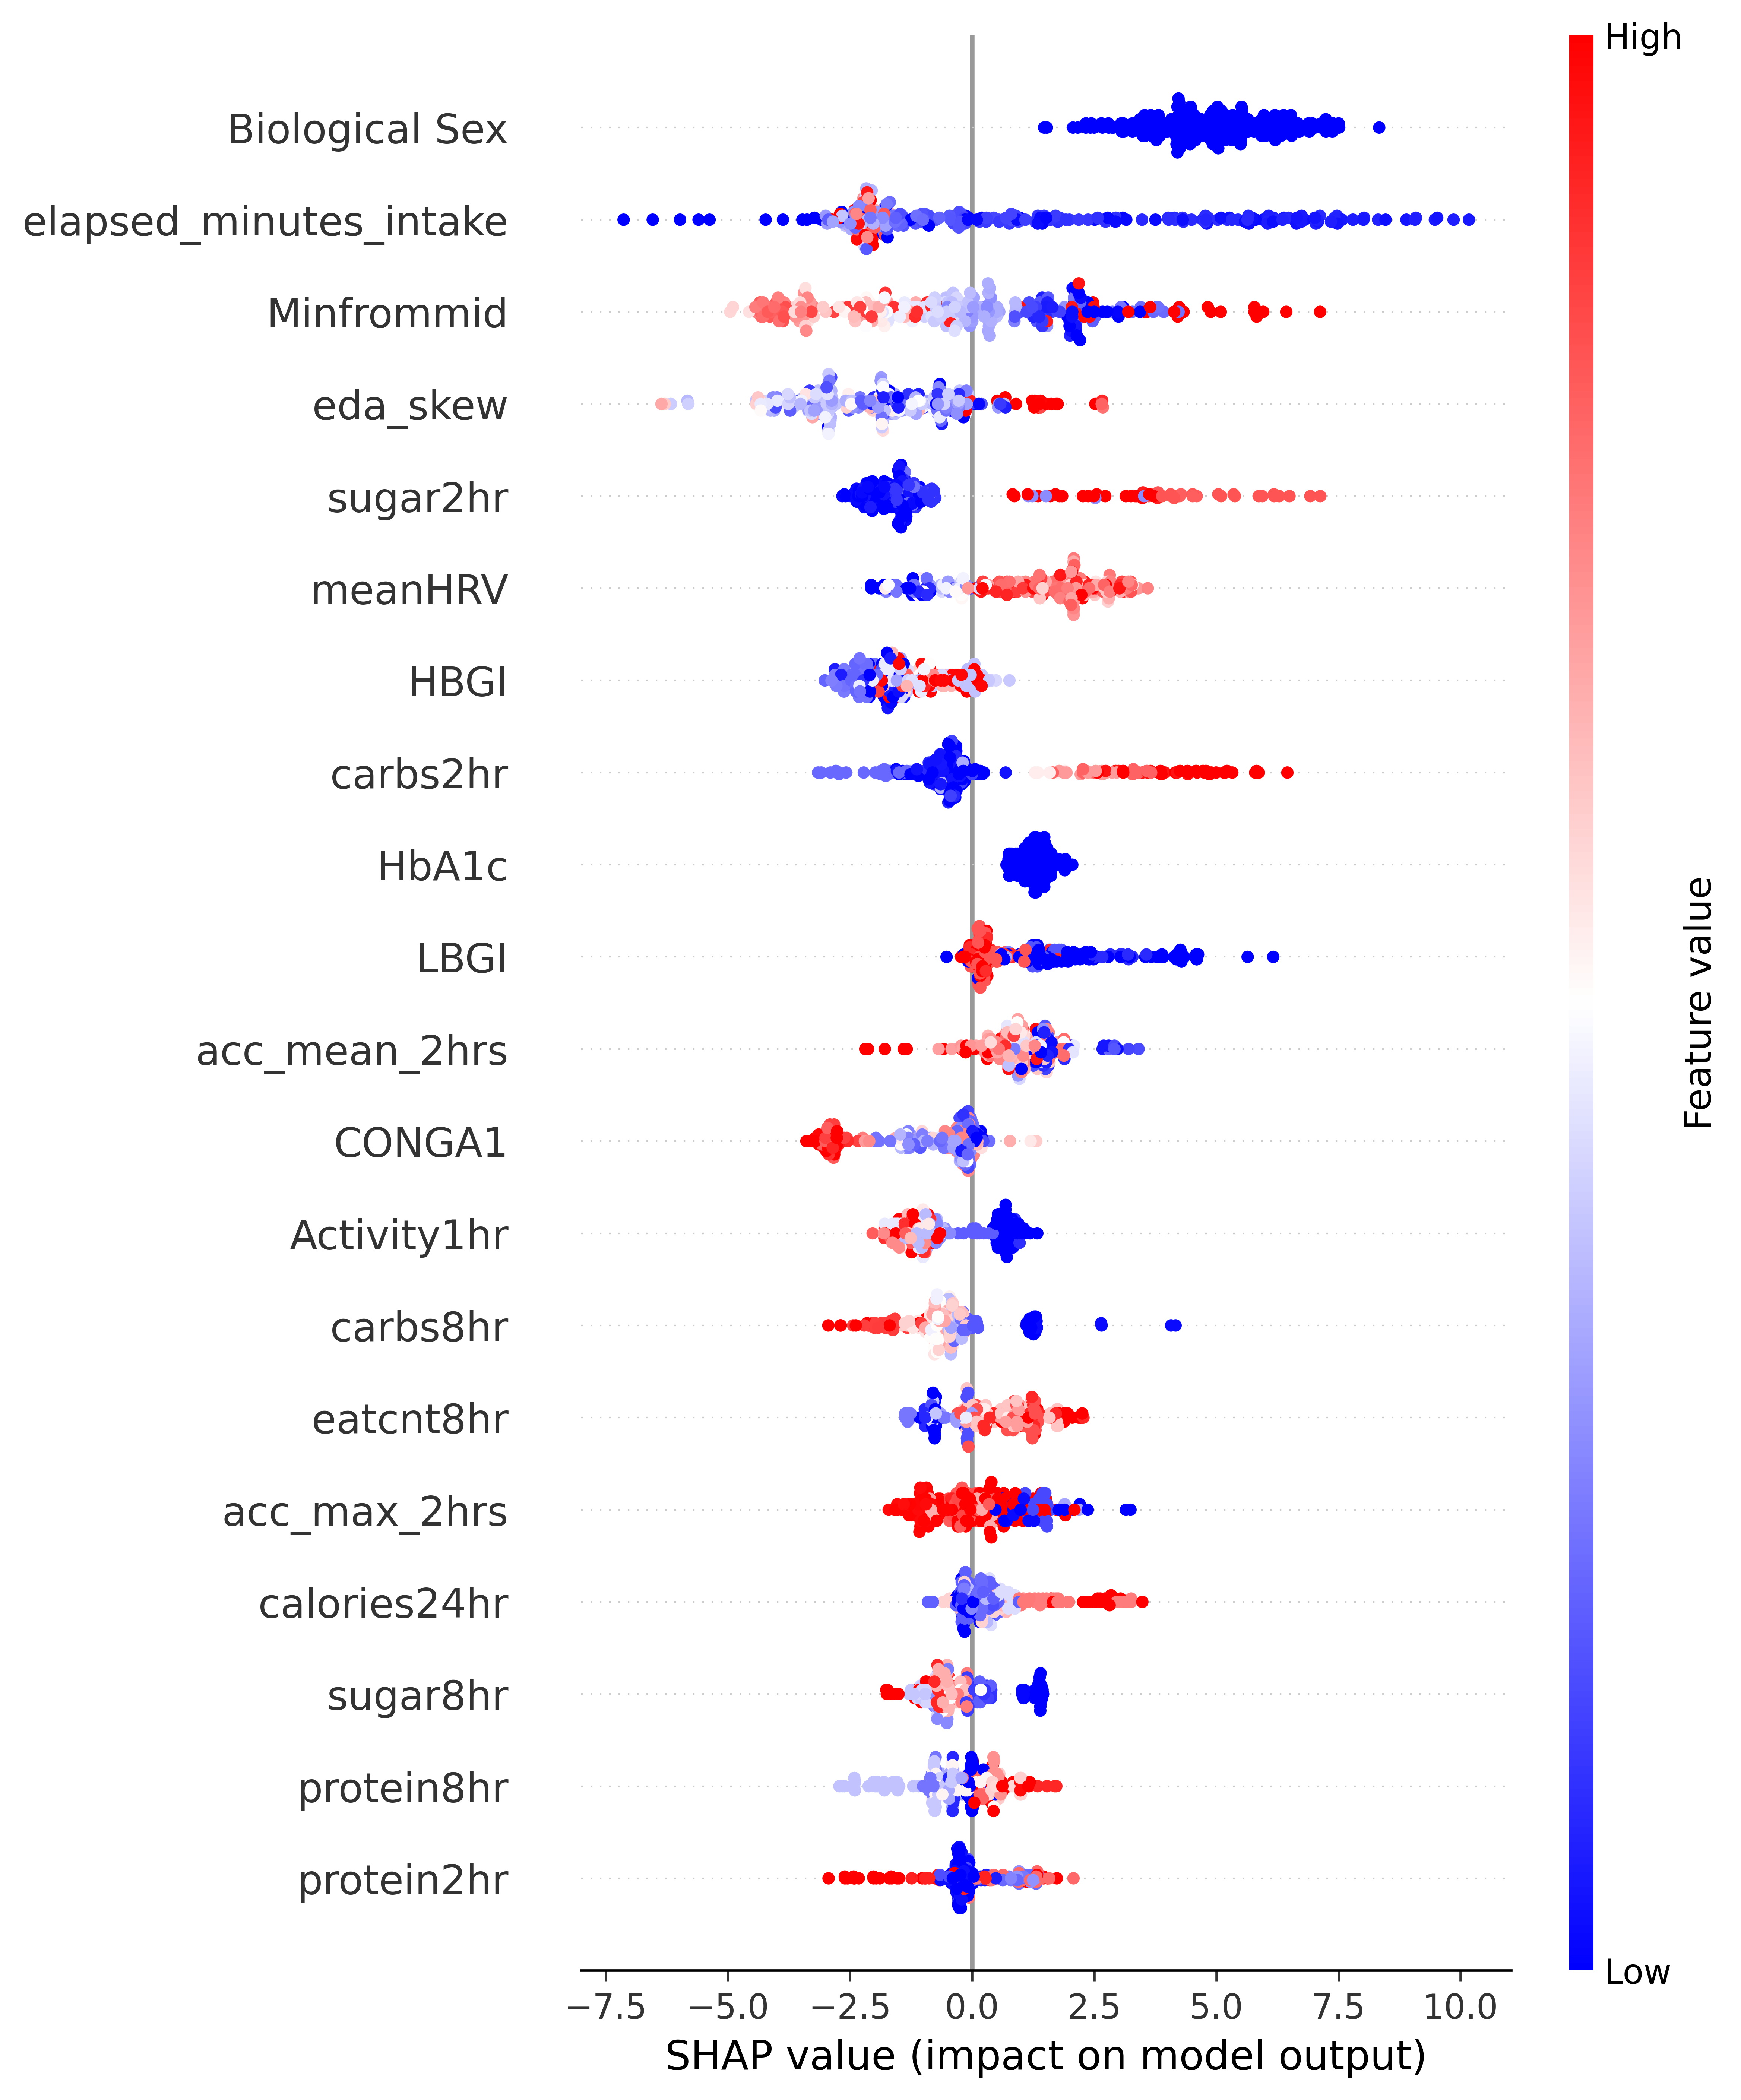 High
Biological Sex
elapsed_minutes_intake
Minfrommid
eda_skew
sugar2hr
meanHRV
HBGI
carbs2hr
HbA1c
LBGI
acc_mean_2hrs
CONGA1
Activity1hr
carbs8hr
eatcnt8hr
acc_max_2hrs
calories24hr
sugar8hr
protein8hr
protein2hr
Feature value
Low
−7.5 −5.0 −2.5 0.0 2.5 5.0 7.5 10.0
SHAP value (impact on model output)